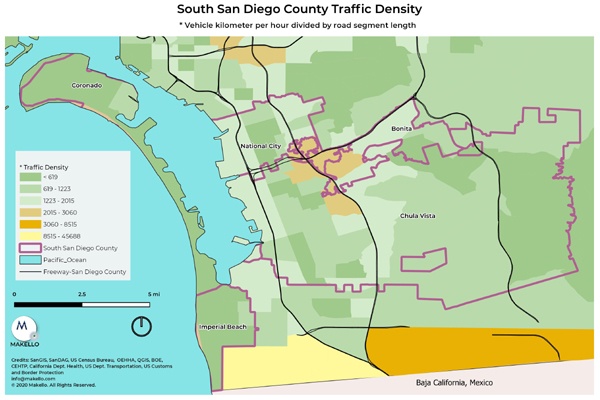 South San Diego County Traffic Density
* Vehicle kilometer per hour divided by road segment length
Coronado
National City
Bonita
Chula Vista
* Traffic Density
< 619
619 - 1223
1223 - 2015
2015 - 3060
3060 - 8515
8515 - 45688
South San Diego County
Pacific_Ocean
Freeway-San Diego County
0 2.5 5 mi
Imperial Beach
M
MAKELLO
Credits: SanGIS, SanDAG, US Census Bureau, OEHHA, QGIS, BOE,
CEHTP, California Dept. Health, US Dept. Transportation, US Customs
and Border Protection
info@makello.com
© 2020 Makello. All Rights Reserved.
Baja California, Mexico